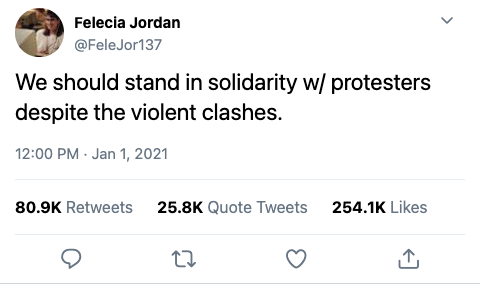 Felecia Jordan
@FeleJor137
We should stand in solidarity w/ protesters
despite the violent clashes.
12:00 PM · Jan 1, 2021
80.9K Retweets 25.8K Quote Tweets 254.1K Likes